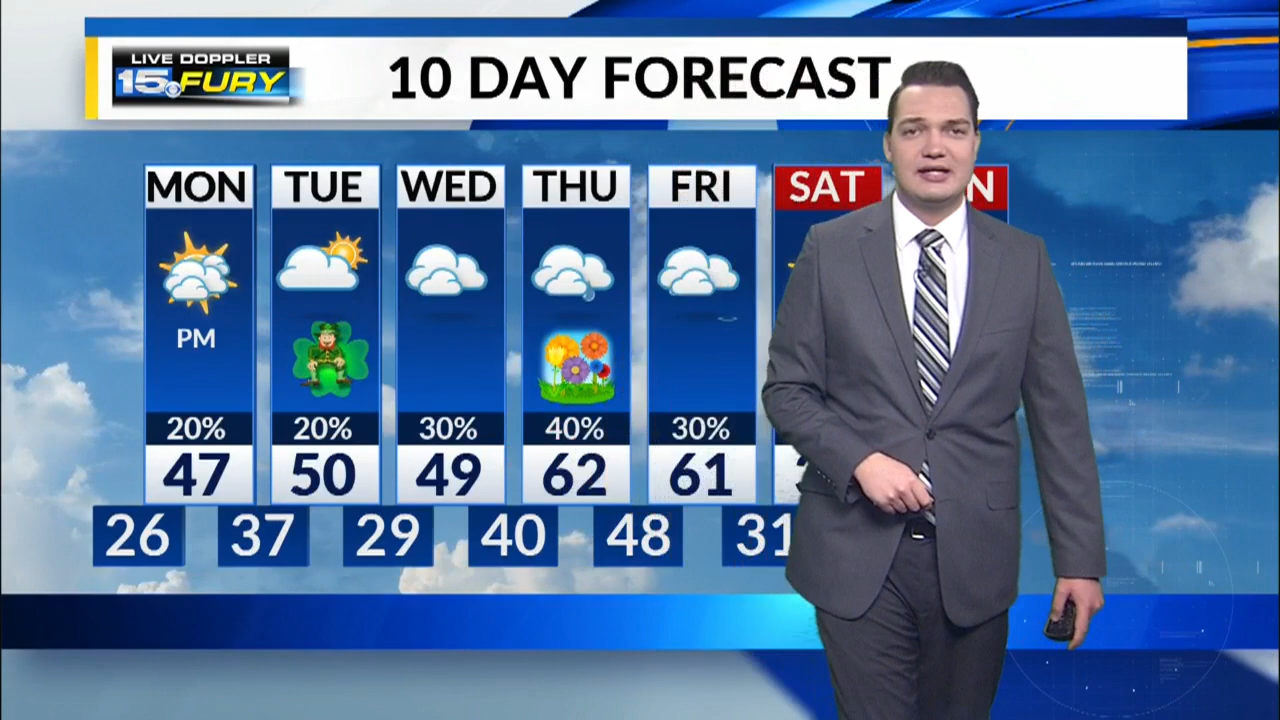 LIVE DOPPLER
15 FURY
10 DAY FORECAST
MON TUE WED THU FRI SAT
PM
20% 20% 30% 40% 30%
47 50 49 62 61
26 37 29 40 48 31